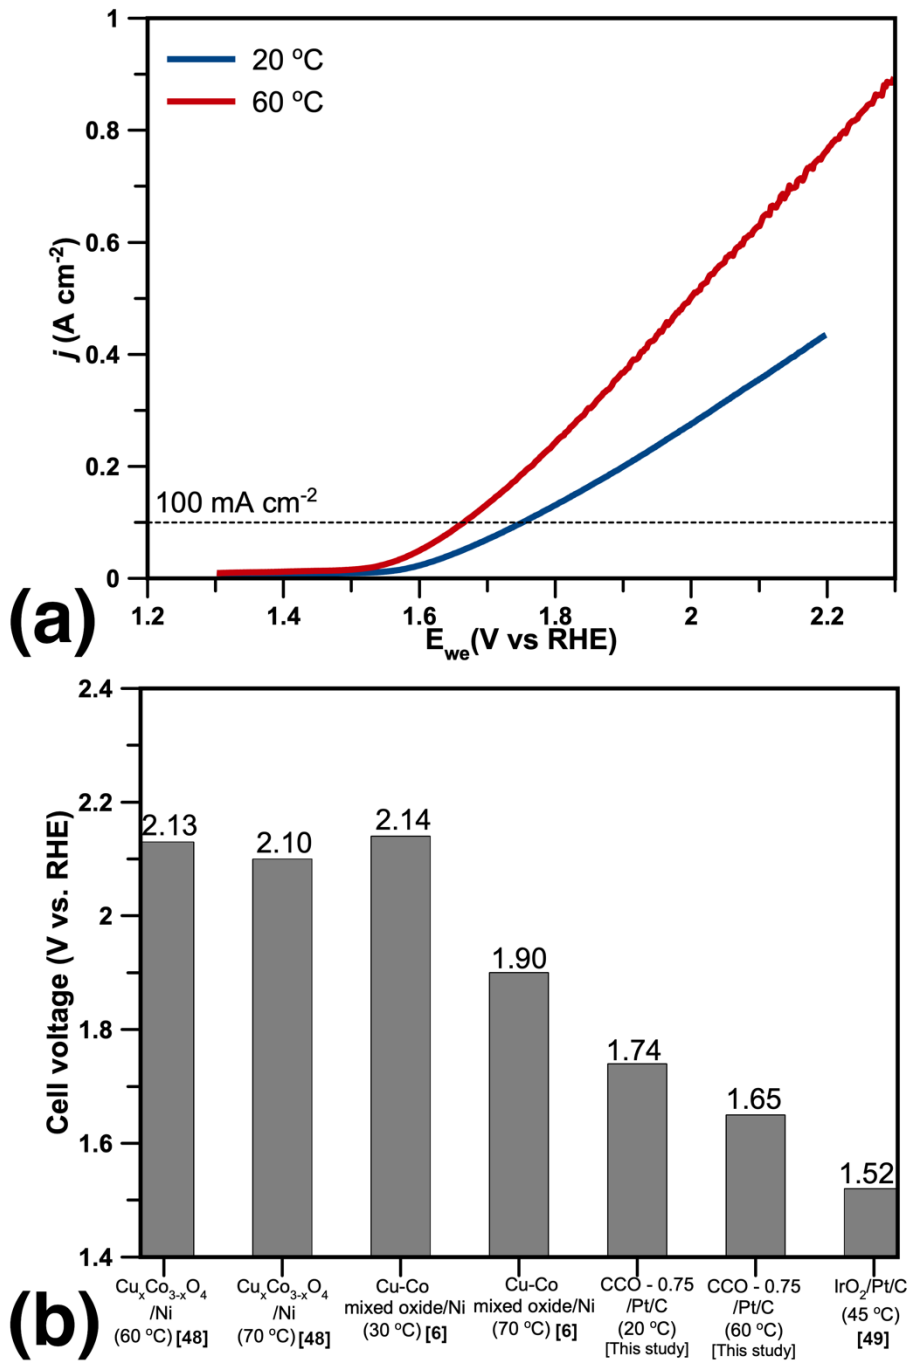 1
20 ºC
60 ºC
0.8
0.6
j (A cm-2)
0.4
0.2
100 mA cm-2
0
1.2 1.4 1.6 1.8 2 2.2
Ewe(V vs RHE)
(a)
2.4
2.2
2
1.8
1.6
1.4
Cell voltage (V vs. RHE)
2.13 2.10 2.14 1.90 1.74 1.65 1.52
CuxCo3-xO4
/Ni
(60 ºC) [48]
CuxCo3-xO4
/Ni
(70 ºC) [48]
Cu-Co
mixed oxide/Ni
(30 ºC) [6]
Cu-Co
mixed oxide/Ni
(70 ºC) [6]
CCO - 0.75
/Pt/C
(20 ºC)
[This study]
CCO - 0.75
/Pt/C
(60 ºC)
[This study]
IrO2/Pt/C
(45 ºC)
[49]
(b)